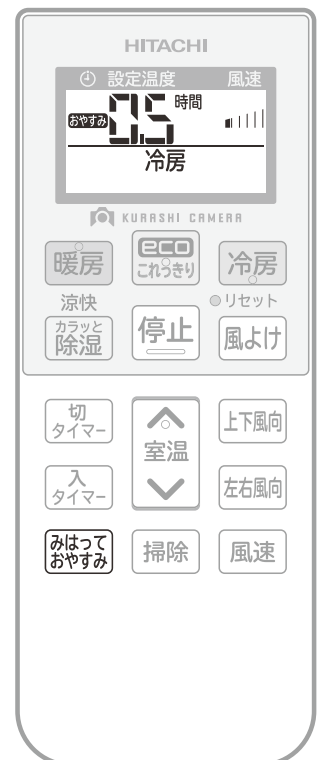 HITACHI
設定温度 風速
おやすみ 0.5 時間
冷房
KURASHI CAMERA
暖房 eco これっきり 冷房
涼快 リセット
カラッと 除湿 停止 風よけ
切 タイマー 室温 上下風向
入 タイマー 左右風向
みはって おやすみ 掃除 風速